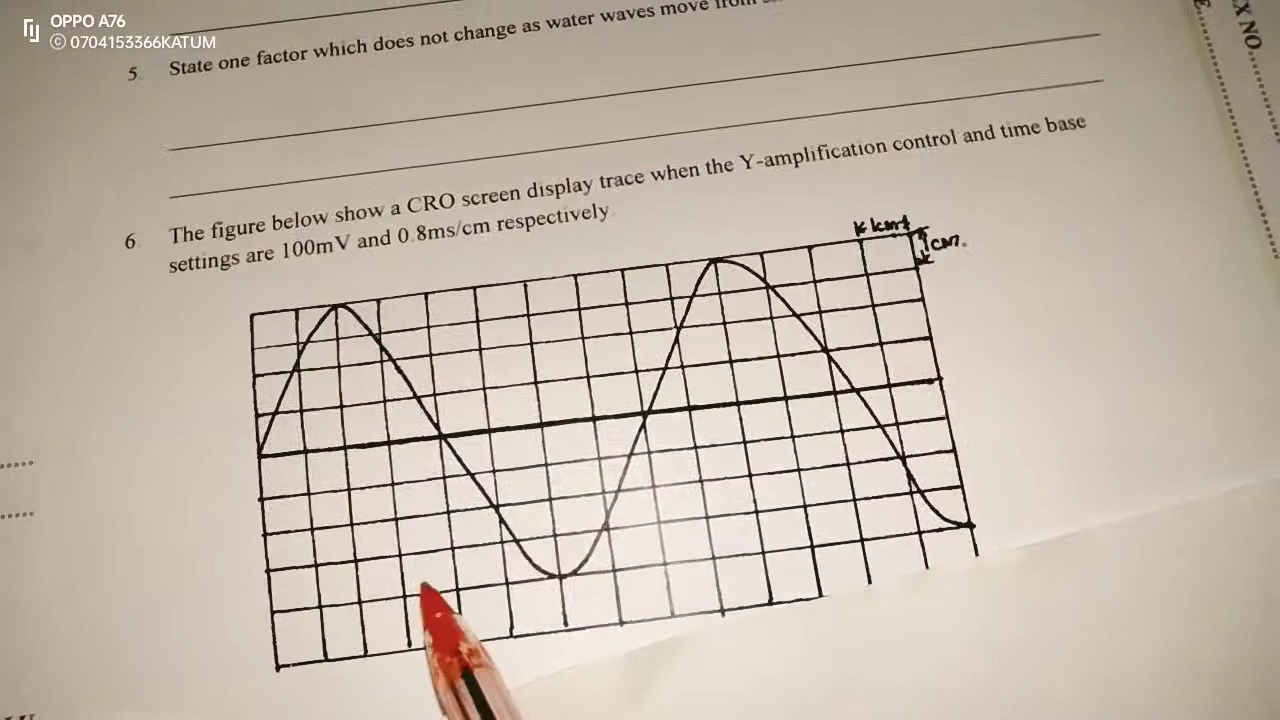 OPPO A76
© 0704153366KATUM
5. State one factor which does not change as water waves move from
6. The figure below show a CRO screen display trace when the Y-amplification control and time base
settings are 100mV and 0.8ms/cm respectively
1cm.
X NO.